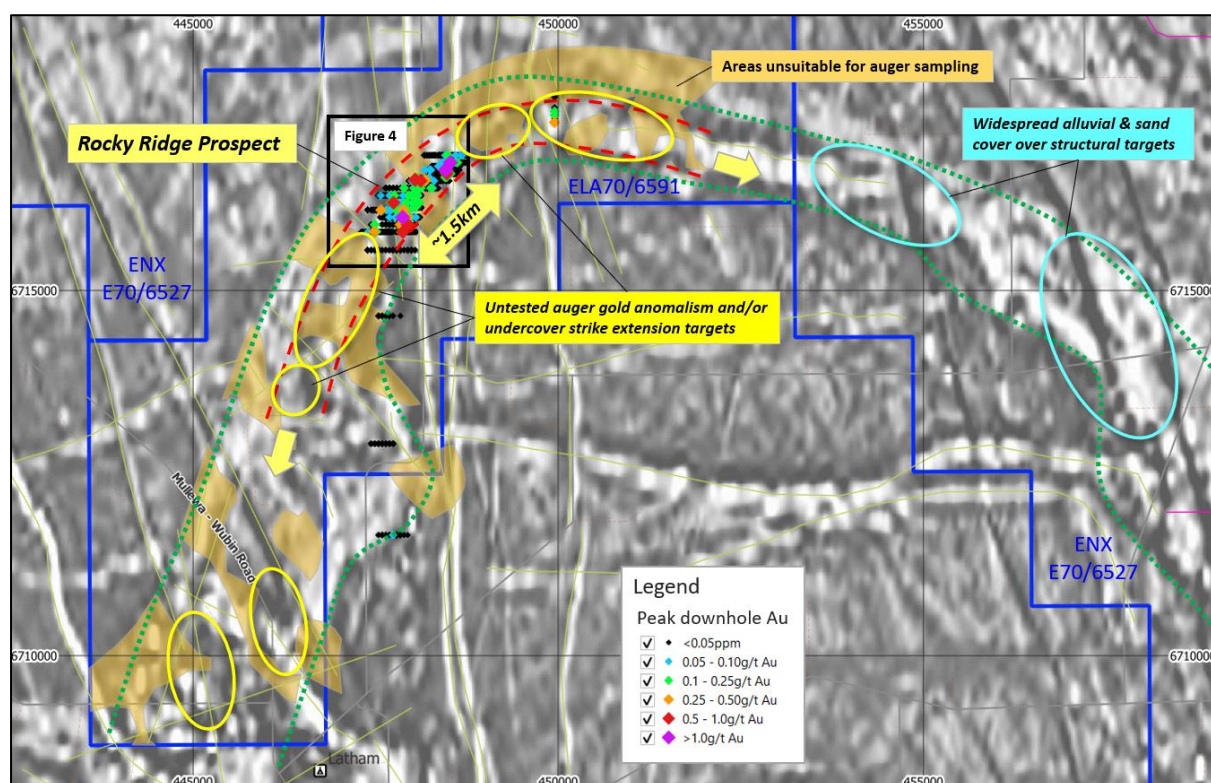 445000
450000
455000
Areas unsuitable for auger sampling
Figure 4
Rocky Ridge Prospect
Widespread alluvial & sand
cover over structural targets
ELA70/6591
~1.5km
ENX
E70/6527
6715000
6715000
Untested auger gold anomalism and/or
undercover strike extension targets
Mullewa - Wubin Road
ENX
E70/6527
Legend
Peak downhole Au
<0.05ppm
0.05 - 0.10g/t Au
0.1 - 0.25g/t Au
0.25 - 0.50g/t Au
0.5 - 1.0g/t Au
>1.0g/t Au
6710000
6710000
Latham
445000
450000
455000